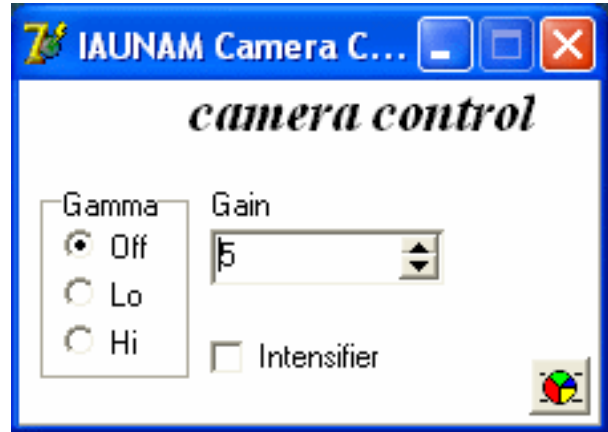 IAUNAM Camera C...
camera control
Gamma
Gain
Off
5
Lo
Hi
Intensifier